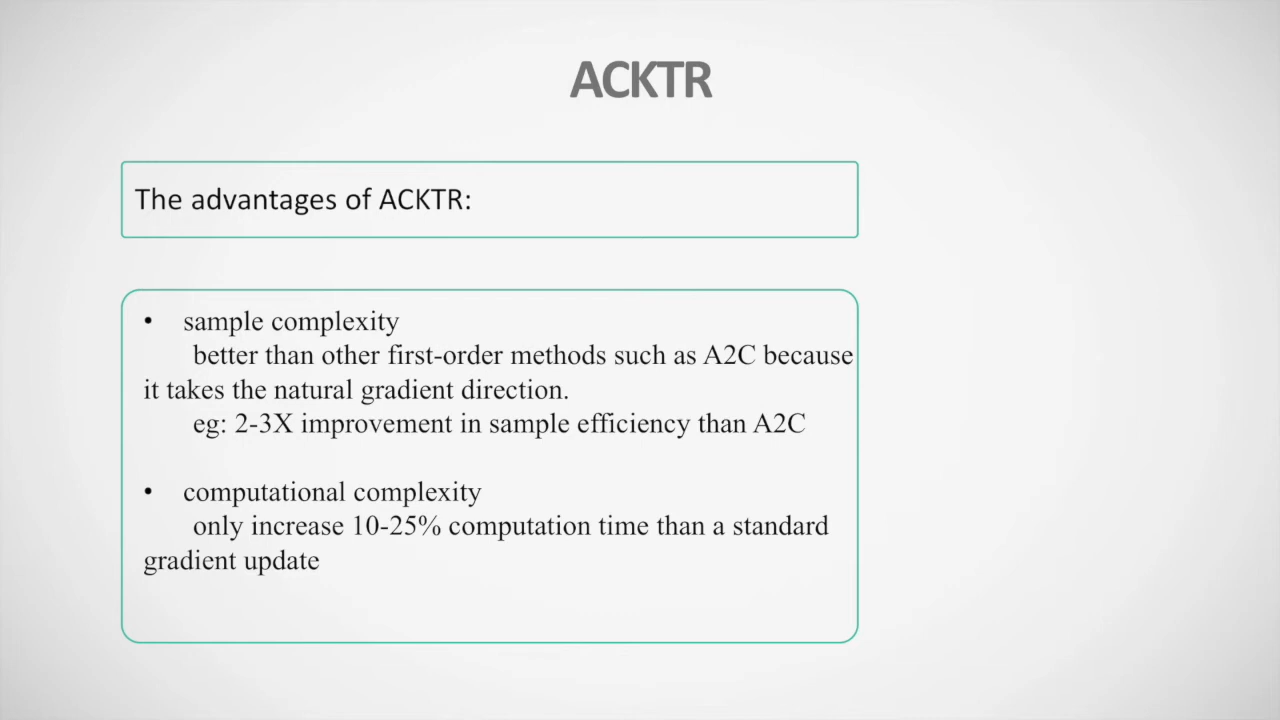 ACKTR
The advantages of ACKTR:
• sample complexity
better than other first-order methods such as A2C because
it takes the natural gradient direction.
eg: 2-3X improvement in sample efficiency than A2C
• computational complexity
only increase 10-25% computation time than a standard
gradient update